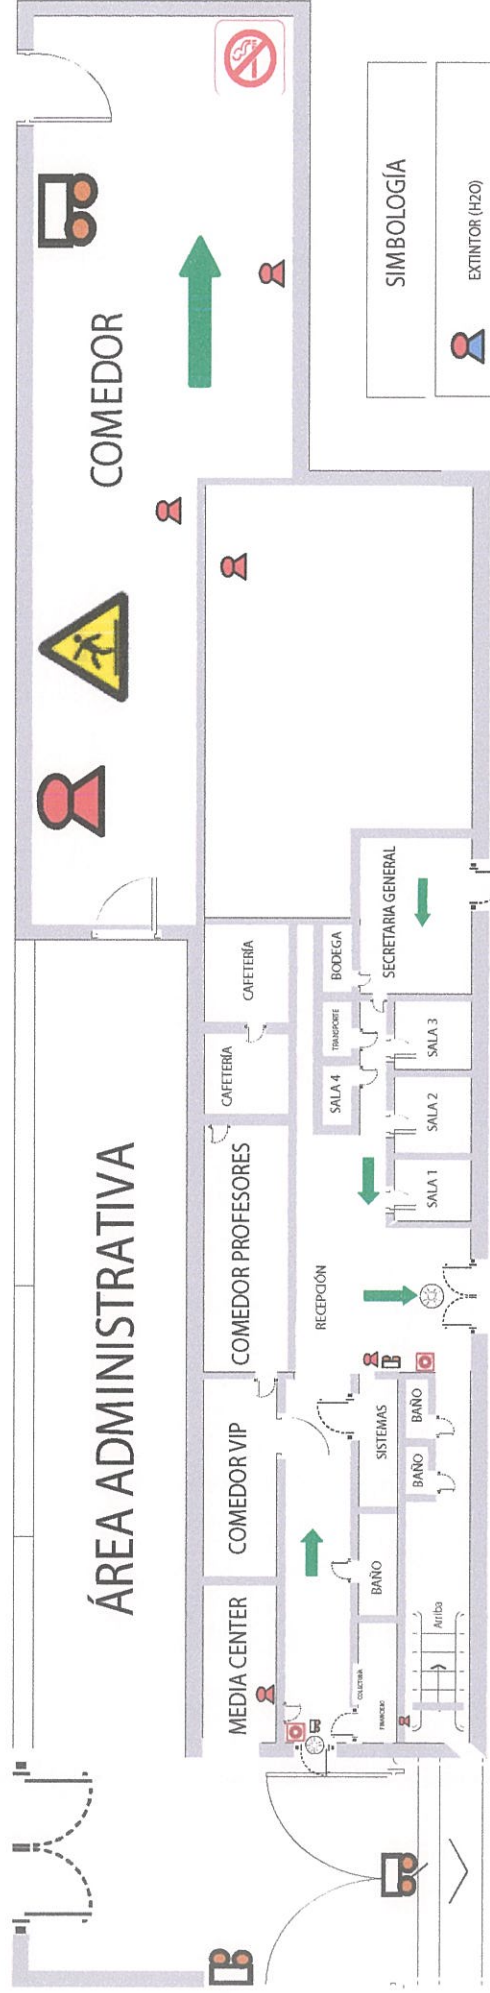 ÁREA ADMINISTRATIVA
COMEDOR
MEDIA CENTER
COMEDOR VIP
COMEDOR PROFESORES
CAFETERÍA
CAFETERÍA
RECEPCIÓN
SALA 4
TRANSPORTE
BODEGA
SECRETARIA GENERAL
COLECTURÍA
FINANCIERO
BAÑO
SISTEMAS
BAÑO
BAÑO
SALA 1
SALA 2
SALA 3
Arriba
SIMBOLOGÍA
EXTINTOR (H2O)